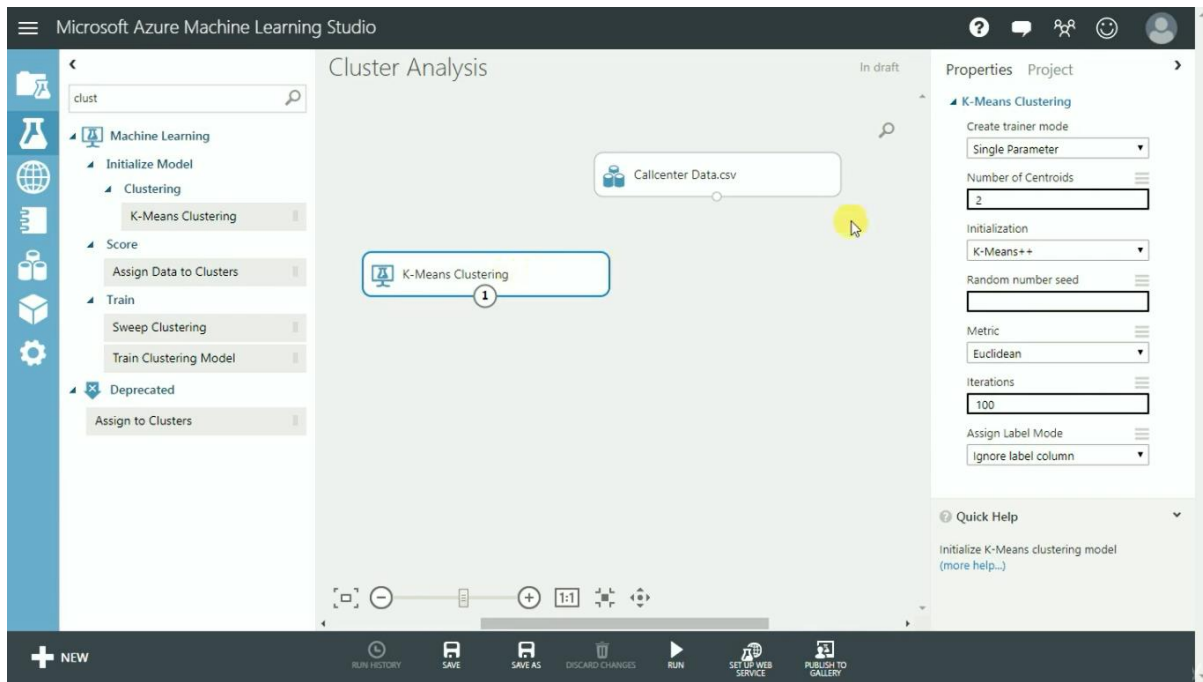 Microsoft Azure Machine Learning Studio
?
clust
Machine Learning
Initialize Model
Clustering
K-Means Clustering
Score
Assign Data to Clusters
Train
Sweep Clustering
Train Clustering Model
Deprecated
Assign to Clusters
Cluster Analysis
In draft
Callcenter Data.csv
K-Means Clustering
1
1:1
Properties Project
K-Means Clustering
Create trainer mode
Single Parameter
Number of Centroids
2
Initialization
K-Means++
Random number seed
Metric
Euclidean
Iterations
100
Assign Label Mode
Ignore label column
? Quick Help
Initialize K-Means clustering model
(more help...)
NEW
RUN HISTORY
SAVE
SAVE AS
DISCARD CHANGES
RUN
SET UP WEB
SERVICE
PUBLISH TO
GALLERY